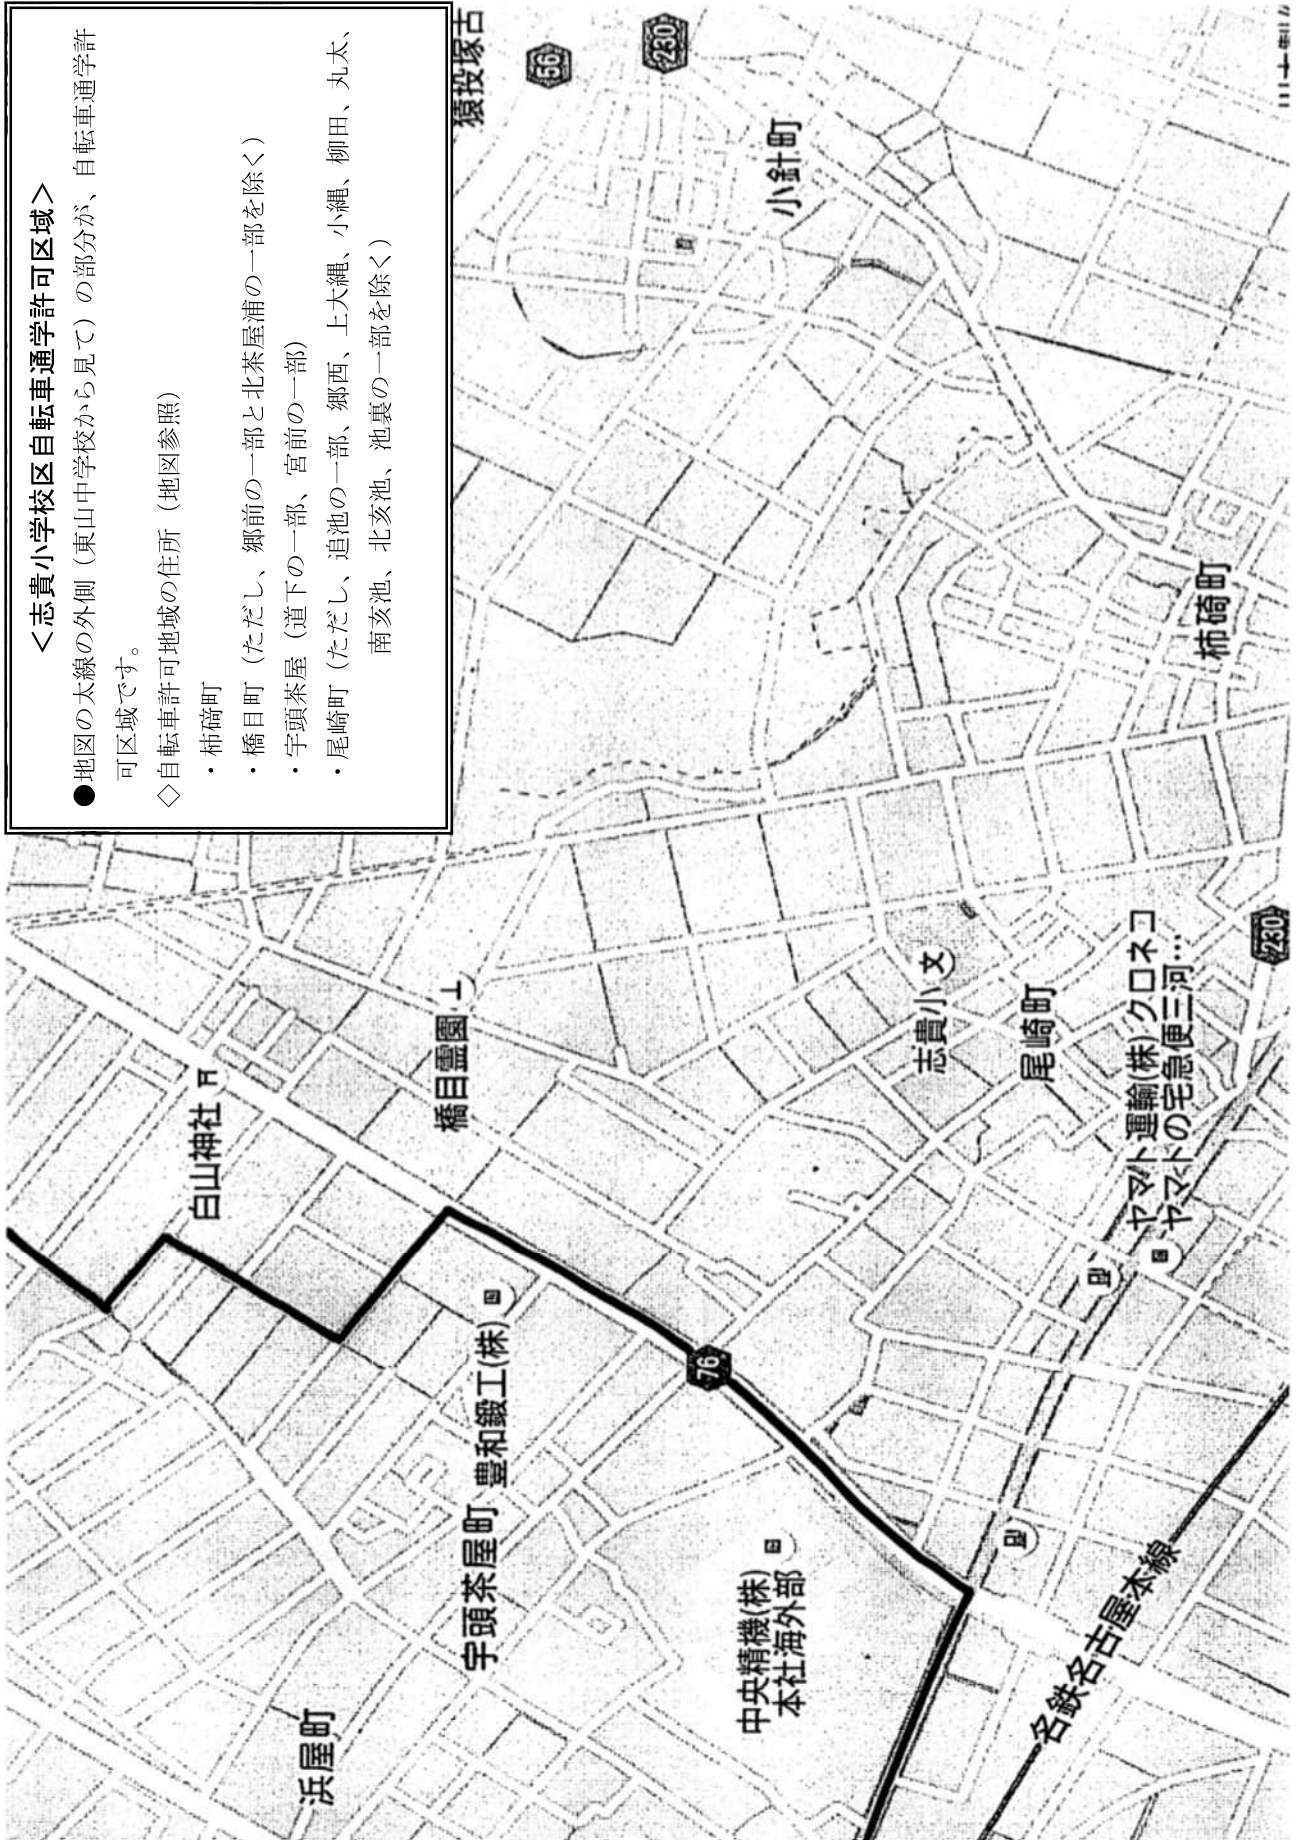 ＜志貴小学校区自転車通学許可区域＞
●地図の太線の外側（東山中学校から見て）の部分が、自転車通学許
可区域です。
◇自転車許可地域の住所（地図参照）
・柿碕町
・橋目町（ただし、郷前の一部と北茶屋浦の一部を除く）
・宇頭茶屋（道下の一部、宮前の一部）
・尾崎町（ただし、追池の一部、郷西、上大縄、小縄、柳田、丸太、
南亥池、北亥池、池裏の一部を除く）
猿投塚古
56
230
小針町
白山神社
橋目霊園
柿碕町
志貴小
文
尾崎町
ヤマト運輸(株)クロネコ
ヤマトの宅急便三河…
230
豊和鍛工(株)
76
宇頭茶屋町
浜屋町
中央精機(株)
本社海外部
名鉄名古屋本線